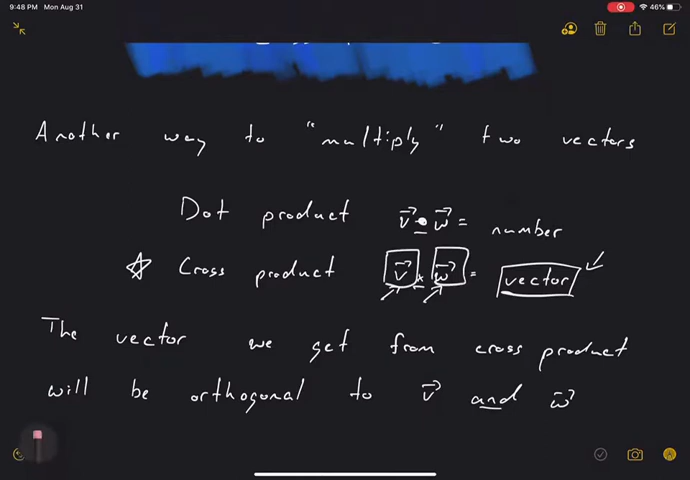 9:48 PM Mon Aug 31 46%
Another way to "multiply" two vectors
Dot product v⃗ • w⃗ = number
☆ Cross product v⃗ × w⃗ = vector
The vector we get from cross product
will be orthogonal to v⃗ and w⃗